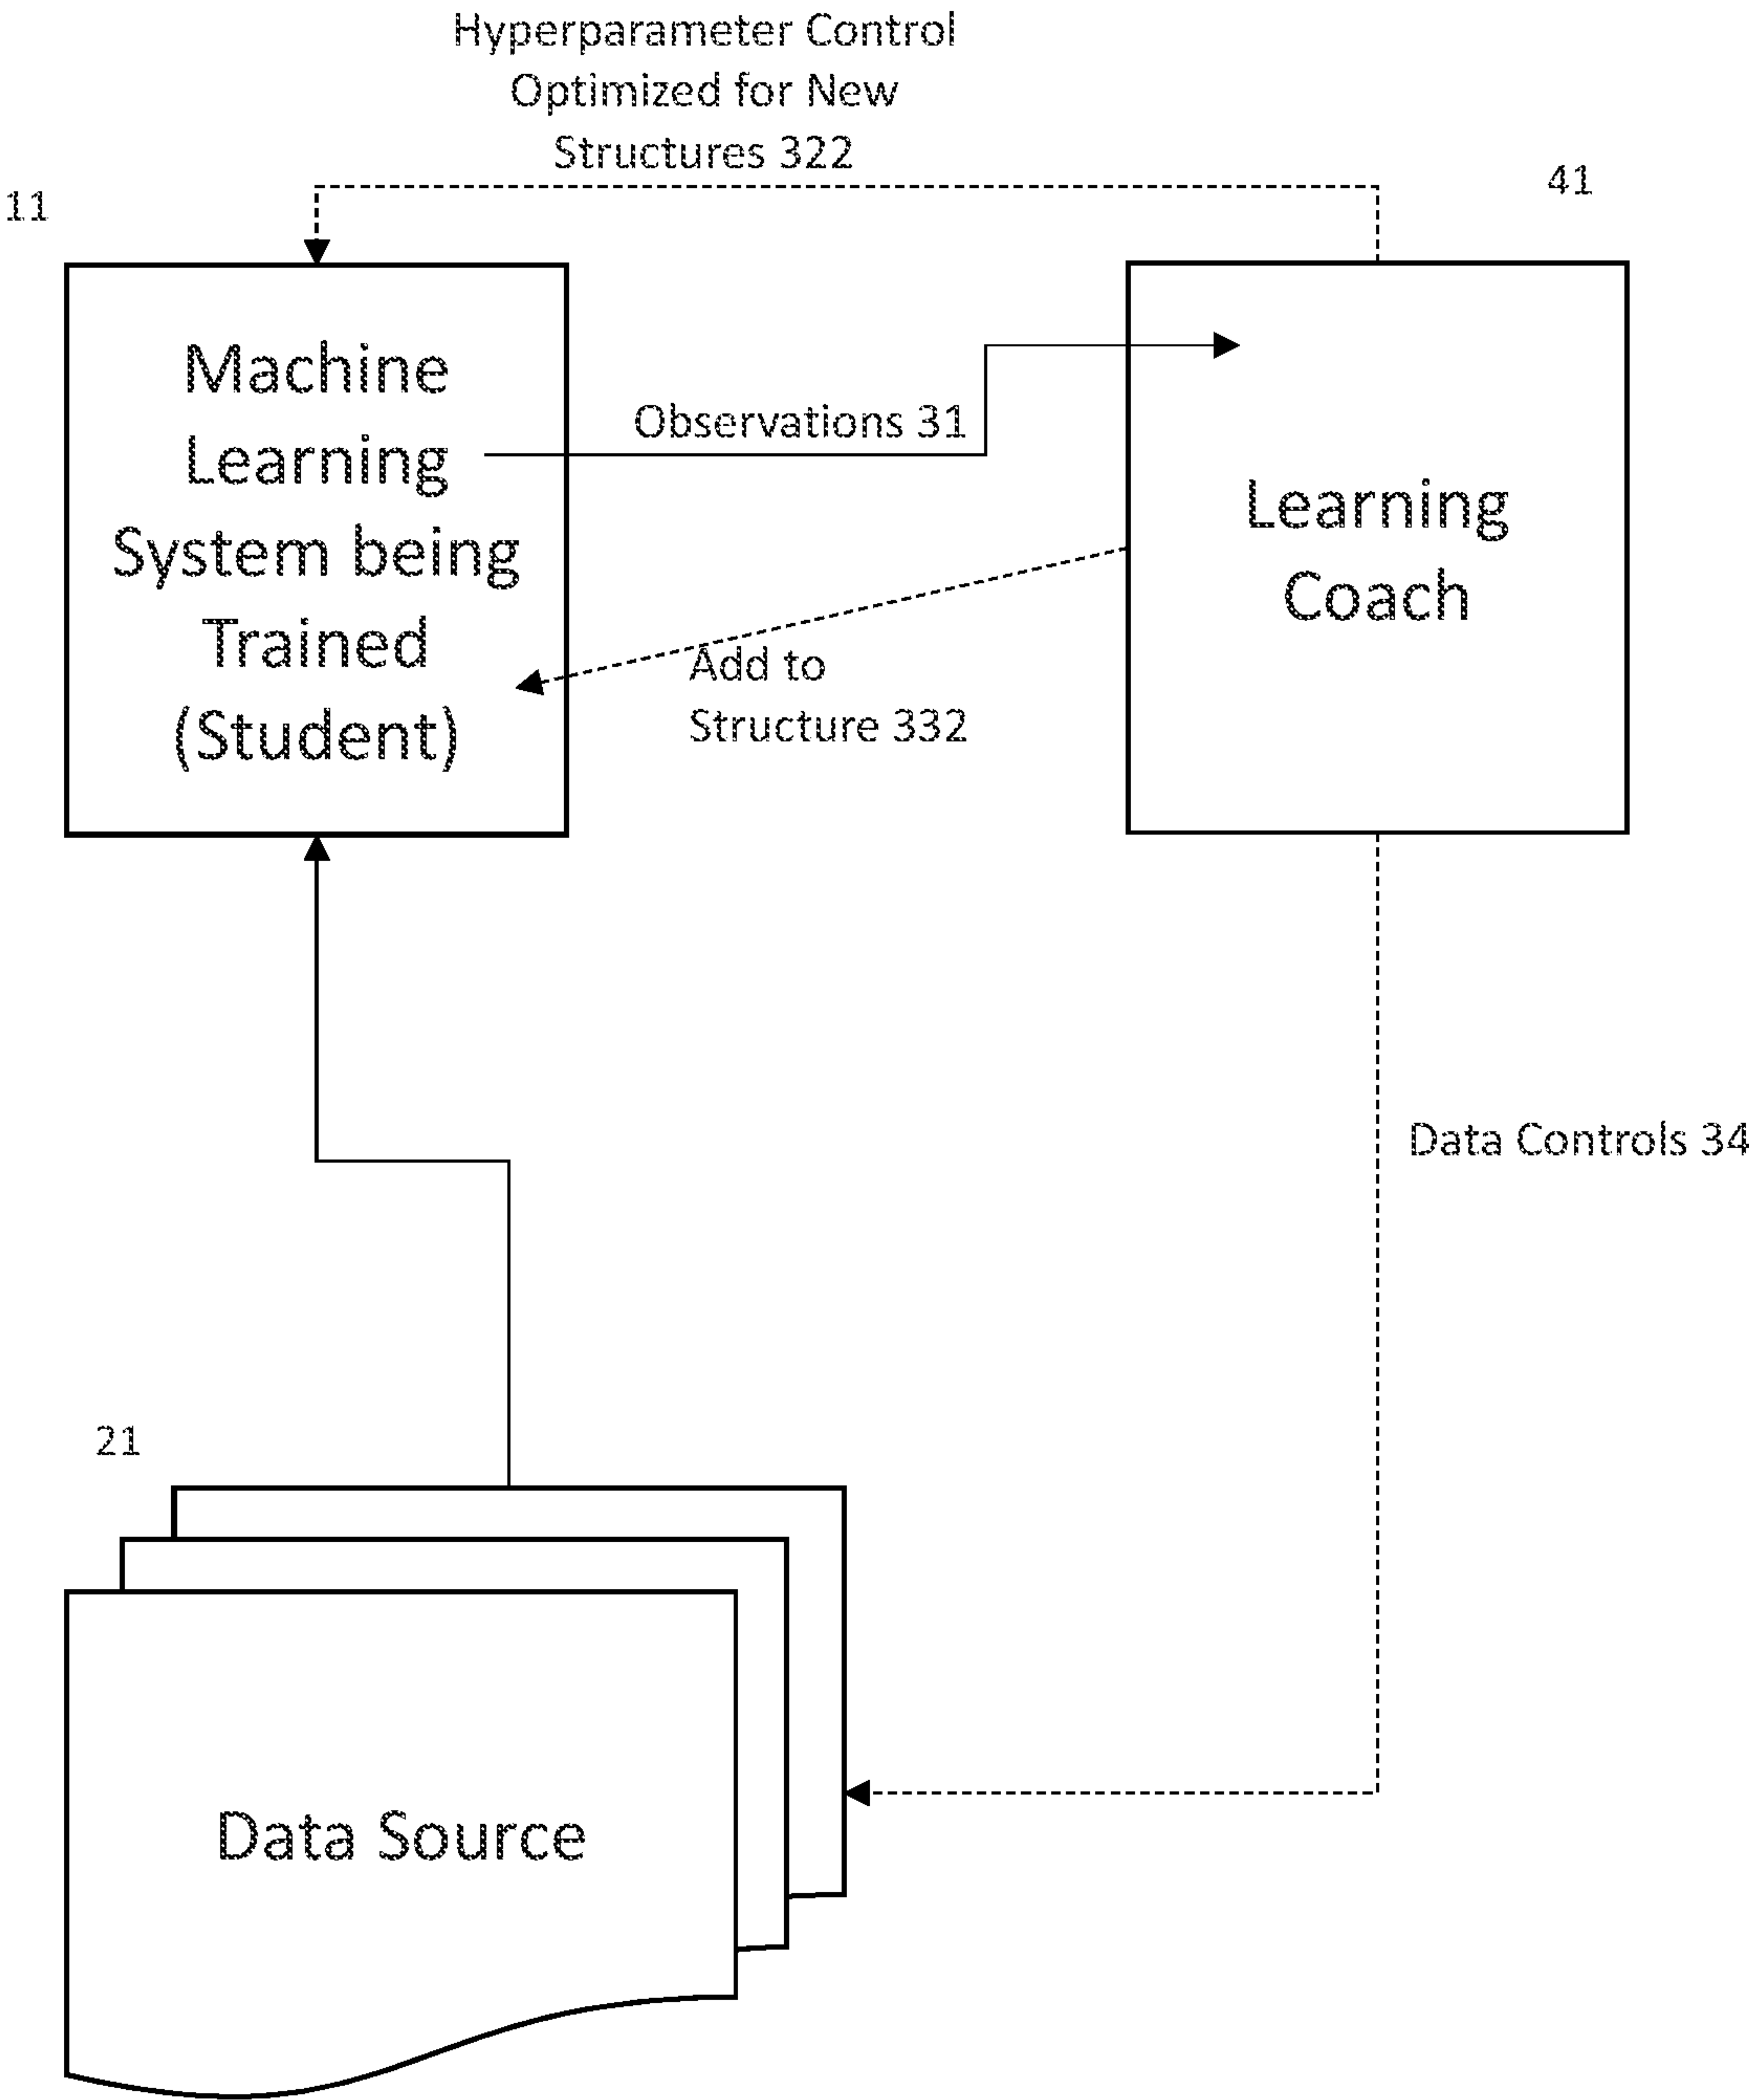 Hyperparameter Control
Optimized for New
Structures 322
11
41
Machine
Learning
System being
Trained
(Student)
Observations 31
Learning
Coach
Add to
Structure 332
Data Controls 34
21
Data Source